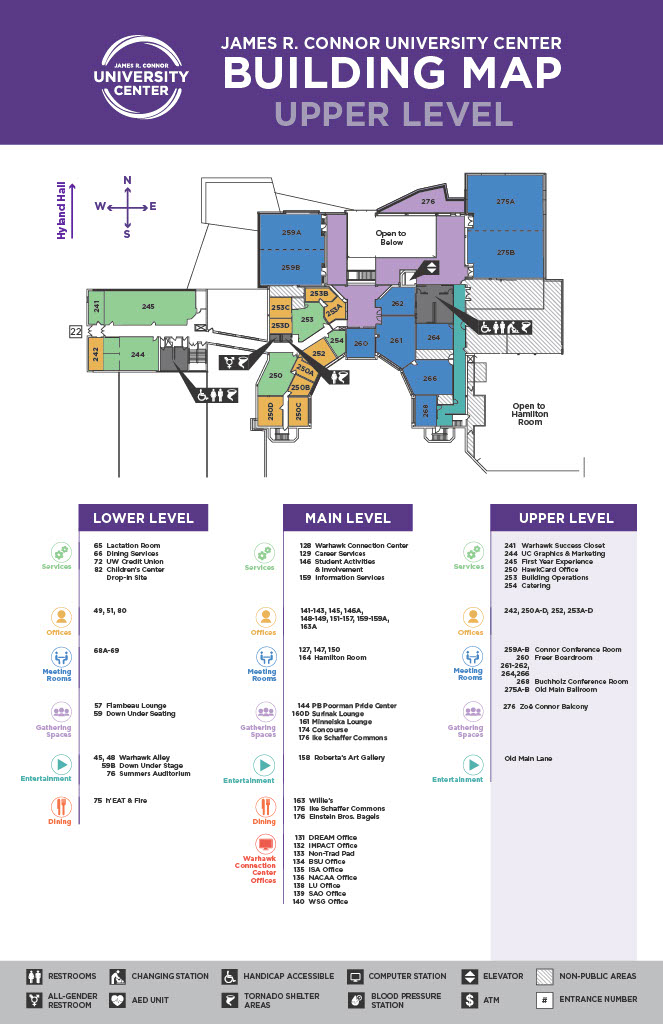 JAMES R. CONNOR
UNIVERSITY
CENTER
JAMES R. CONNOR UNIVERSITY CENTER
BUILDING MAP
UPPER LEVEL
Hyland Hall
N
W
E
S
276
275A
259A
Open to
Below
275B
259B
241
245
253B
253C
253A
262
253D
253
22
254
260
261
264
242
244
252
250A
250
250B
266
250D
250C
268
Open to
Hamilton
Room
LOWER LEVEL
Services
65 Lactation Room
66 Dining Services
72 UW Credit Union
82 Children's Center
Drop-in Site
Offices
49, 51, 80
Meeting
Rooms
68A-69
Gathering
Spaces
57 Flambeau Lounge
59 Down Under Seating
Entertainment
45, 48 Warhawk Alley
59B Down Under Stage
76 Summers Auditorium
Dining
75 h'EAT & Fire
MAIN LEVEL
Services
128 Warhawk Connection Center
129 Career Services
146 Student Activities
& Involvement
159 Information Services
Offices
141-143, 145, 146A,
148-149, 151-157, 159-159A,
163A
Meeting
Rooms
127, 147, 150
164 Hamilton Room
Gathering
Spaces
144 PB Poorman Pride Center
160D Surinak Lounge
161 Minneiska Lounge
174 Concourse
176 Ike Schaffer Commons
Entertainment
158 Roberta's Art Gallery
Dining
163 Willie's
176 Ike Schaffer Commons
176 Einstein Bros. Bagels
Warhawk
Connection
Center
Offices
131 DREAM Office
132 IMPACT Office
133 Non-Trad Pad
134 BSU Office
135 ISA Office
136 NACAA Office
138 LU Office
139 SAO Office
140 WSG Office
UPPER LEVEL
Services
241 Warhawk Success Closet
244 UC Graphics & Marketing
245 First Year Experience
250 HawkCard Office
253 Building Operations
254 Catering
Offices
242, 250A-D, 252, 253A-D
Meeting
Rooms
259A-B Connor Conference Room
260 Freer Boardroom
261-262,
264,266
268 Buchholz Conference Room
275A-B Old Main Ballroom
Gathering
Spaces
276 Zoë Connor Balcony
Entertainment
Old Main Lane
RESTROOMS
CHANGING STATION
HANDICAP ACCESSIBLE
COMPUTER STATION
ELEVATOR
NON-PUBLIC AREAS
ALL-GENDER
RESTROOM
AED UNIT
TORNADO SHELTER
AREAS
BLOOD PRESSURE
STATION
$ ATM
# ENTRANCE NUMBER